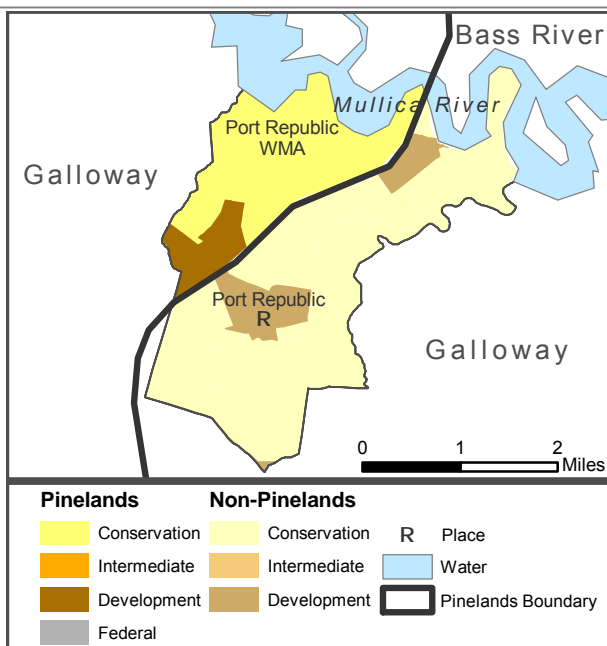 Bass River
Mullica River
Port Republic
WMA
Galloway
Port Republic
R
Galloway
0 1 2
Miles
Pinelands Non-Pinelands
Conservation Conservation R Place
Intermediate Intermediate Water
Development Development Pinelands Boundary
Federal